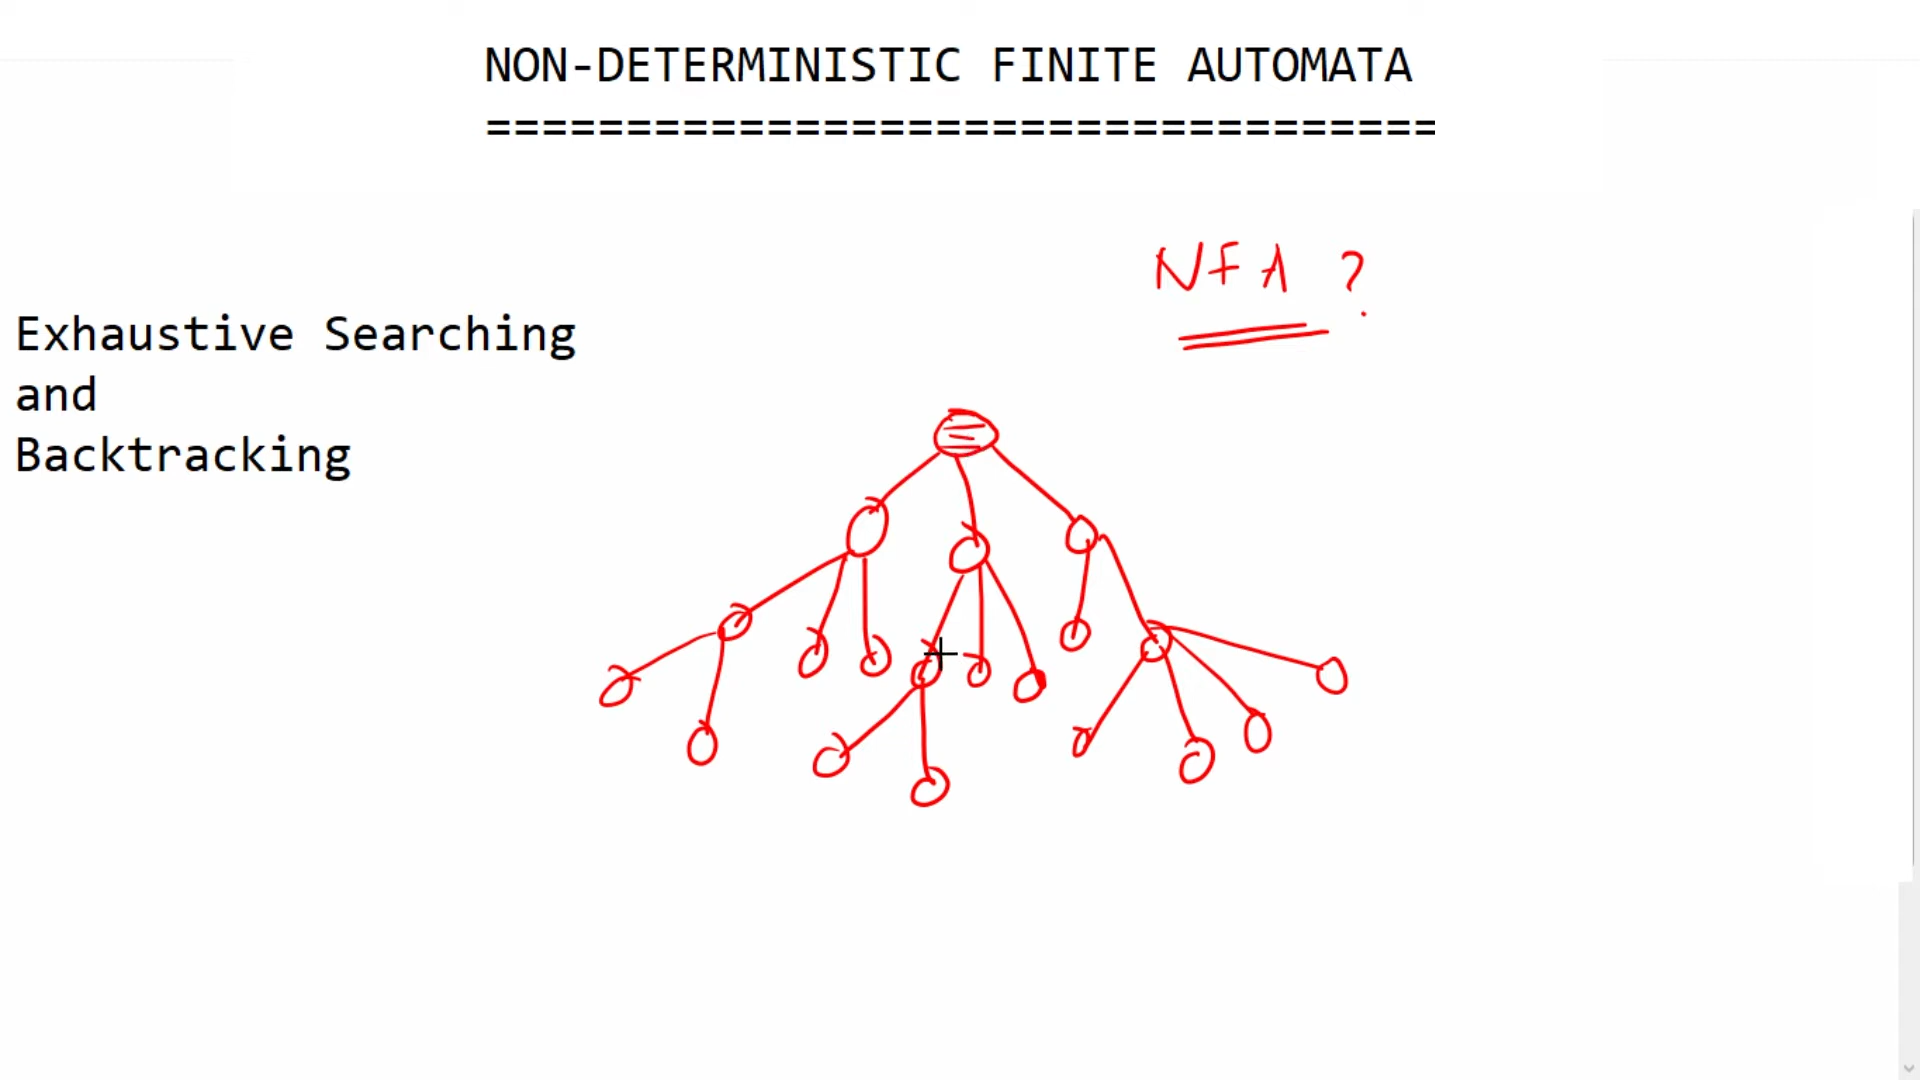 NON-DETERMINISTIC FINITE AUTOMATA
==================================
NFA ?
Exhaustive Searching
and
Backtracking